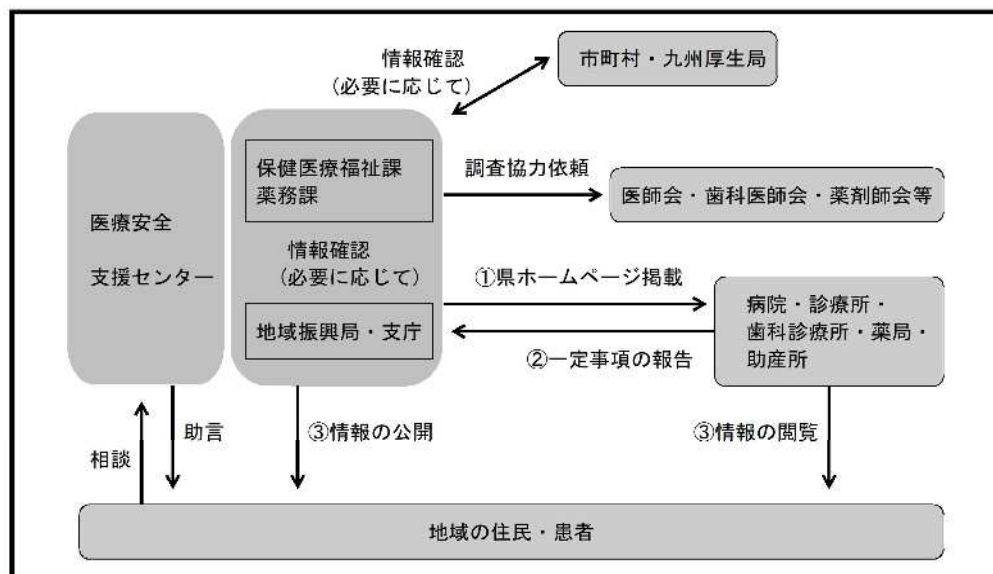 市町村・九州厚生局
情報確認
(必要に応じて)
保健医療福祉課
薬務課
調査協力依頼
医師会・歯科医師会・薬剤師会等
医療安全
支援センター
情報確認
(必要に応じて)
①県ホームページ掲載
地域振興局・支庁
②一定事項の報告
病院・診療所・
歯科診療所・薬局・
助産所
相談
助言
③情報の公開
③情報の閲覧
地域の住民・患者